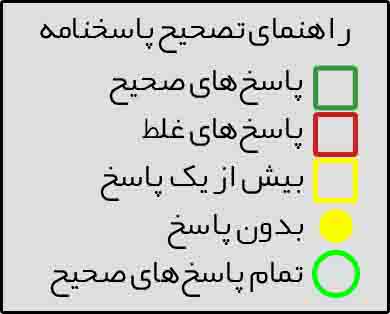 راهنمای تصحیح پاسخنامه
پاسخ‌های صحیح
پاسخ‌های غلط
بیش از یک پاسخ
بدون پاسخ
تمام پاسخ‌های صحیح